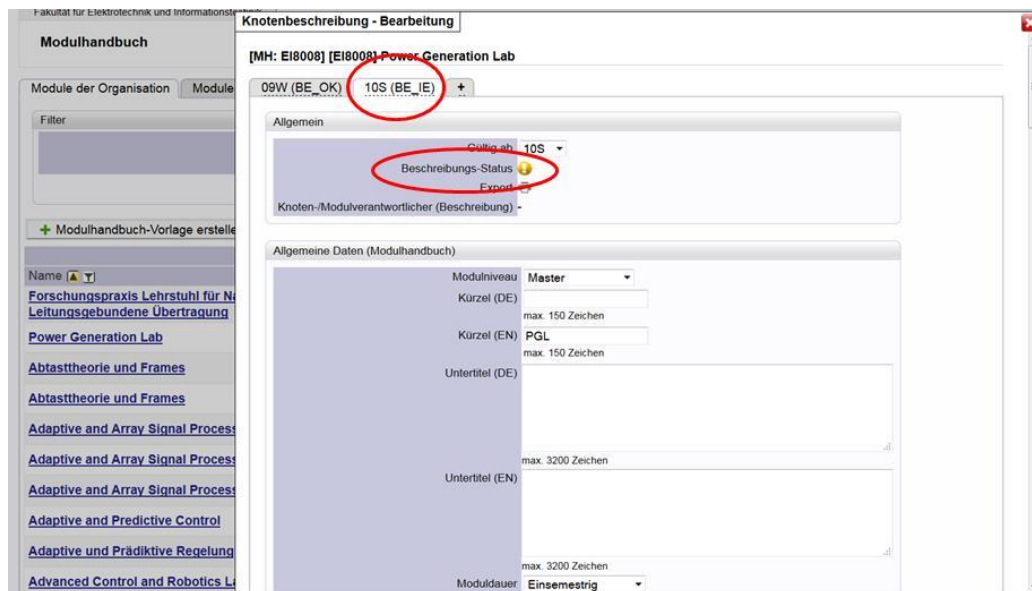 Fakultät für Elektrotechnik und Informationstechnik
Modulhandbuch
Module der Organisation
Module
Filter
+ Modulhandbuch-Vorlage erstelle
Name
Forschungspraxis Lehrstuhl für Na
Leitungsgebundene Übertragung
Power Generation Lab
Abtasttheorie und Frames
Abtasttheorie und Frames
Adaptive and Array Signal Process
Adaptive and Array Signal Process
Adaptive and Array Signal Process
Adaptive and Predictive Control
Adaptive und Prädiktive Regelung
Advanced Control and Robotics La
Knotenbeschreibung - Bearbeitung
[MH: EI8008] [EI8008] Power Generation Lab
09W (BE_OK)
10S (BE_IE)
+
Allgemein
Gültig ab 10S
Beschreibungs-Status
Export
Knoten-/Modulverantwortlicher (Beschreibung) -
Allgemeine Daten (Modulhandbuch)
Modulniveau Master
Kürzel (DE)
max. 150 Zeichen
Kürzel (EN) PGL
max. 150 Zeichen
Untertitel (DE)
max. 3200 Zeichen
Untertitel (EN)
max. 3200 Zeichen
Moduldauer Einsemestrig